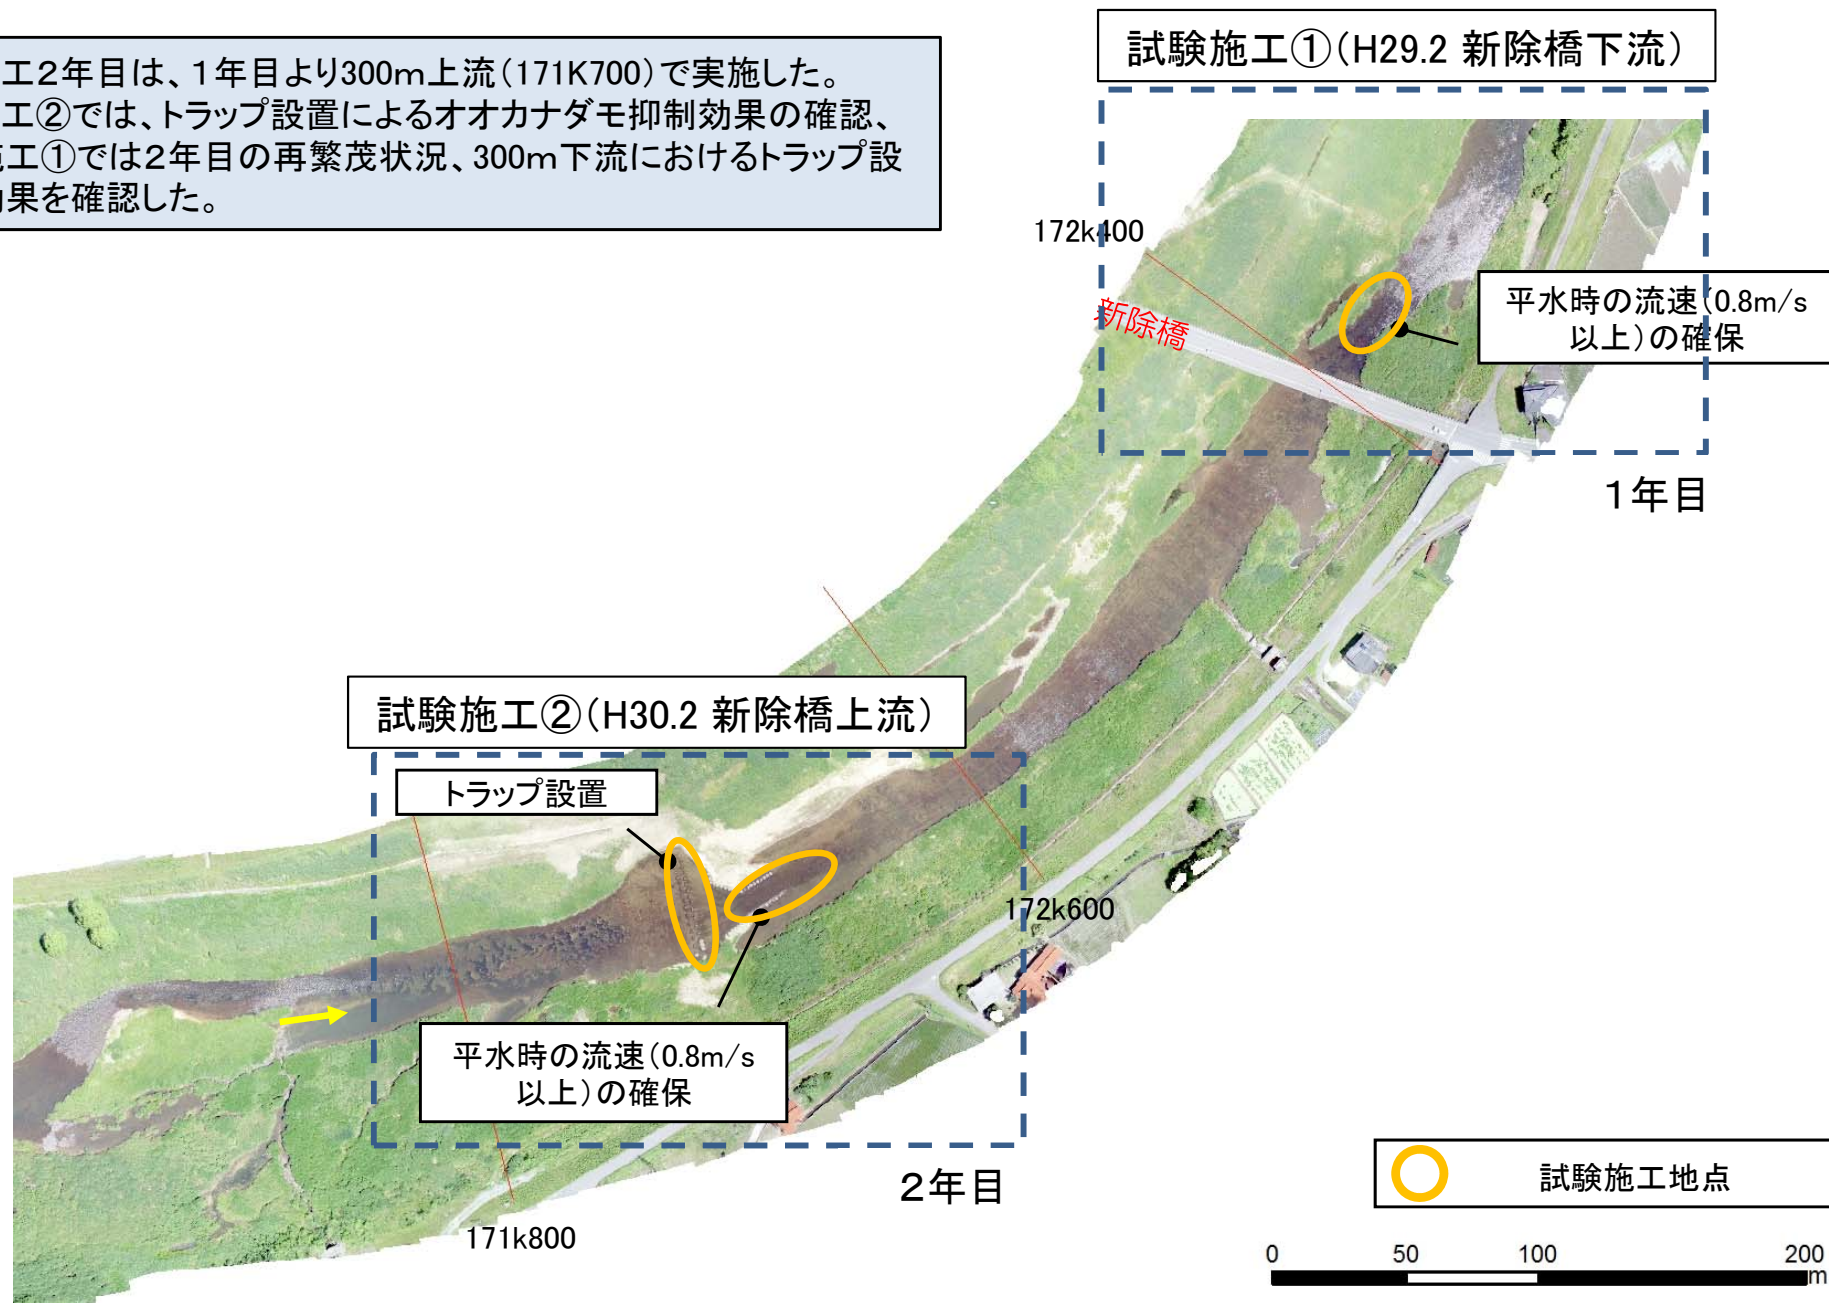 工２年目は、１年目より300m上流（171K700）で実施した。
工②では、トラップ設置によるオオカナダモ抑制効果の確認、
施工①では２年目の再繁茂状況、300m下流におけるトラップ設
効果を確認した。
試験施工①（H29.2 新除橋下流）
172k400
新除橋
平水時の流速（0.8m/s
以上）の確保
１年目
試験施工②（H30.2 新除橋上流）
トラップ設置
172k600
平水時の流速（0.8m/s
以上）の確保
２年目
171k800
試験施工地点
0 50 100 200
m